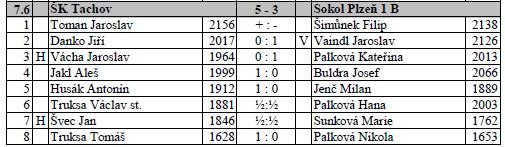 7.6 ŠK Tachov 5 - 3 Sokol Plzeň 1 B
1 Toman Jaroslav 2156 + : - Šimůnek Filip 2138
2 Danko Jiří 2017 0 : 1 V Vaindl Jaroslav 2126
3 H Vácha Jaroslav 1964 0 : 1 Palková Kateřina 2013
4 Jakl Aleš 1999 1 : 0 Buldra Josef 2066
5 Husák Antonín 1912 1 : 0 Jenč Milan 1889
6 Truksa Václav st. 1881 ½:½ Palková Hana 2003
7 H Švec Jan 1846 ½:½ Sunková Marie 1762
8 Truksa Tomáš 1628 1 : 0 Palková Nikola 1653